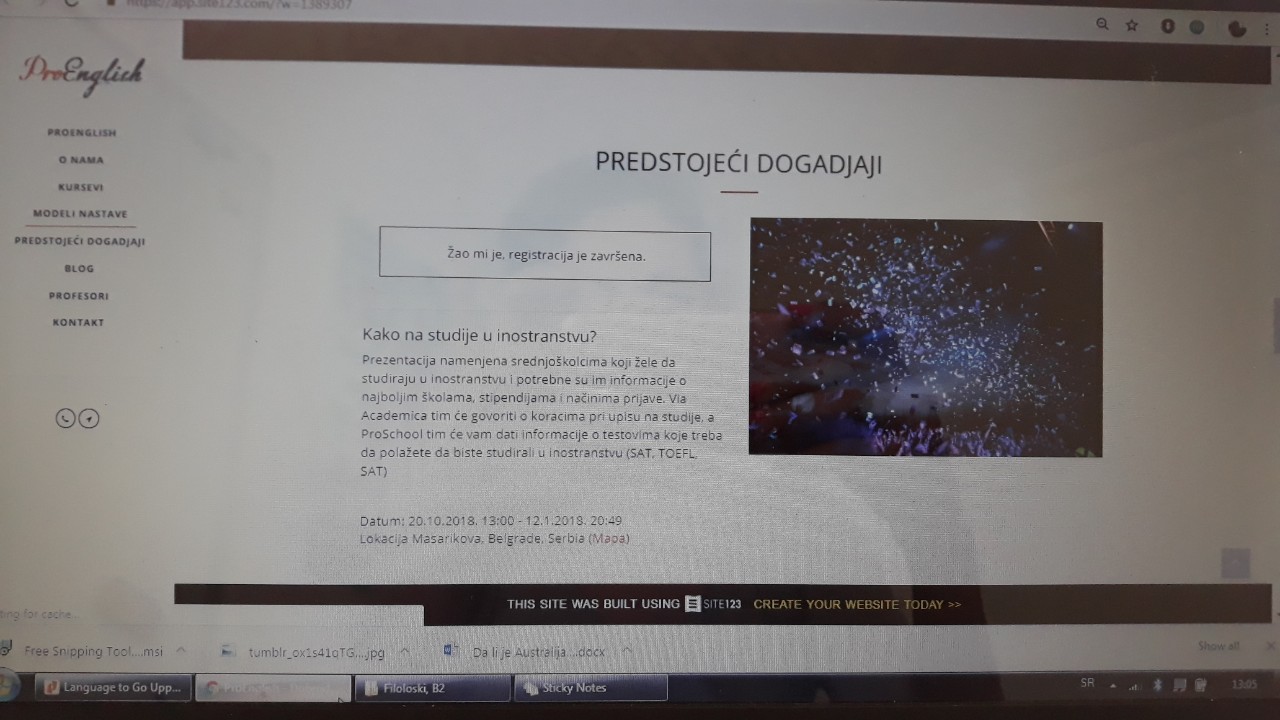 https://app.site123.com/?w=1389307
ProEnglish
PROENGLISH
O NAMA
KURSEVI
MODELI NASTAVE
PREDSTOJEĆI DOGADJAJI
BLOG
PROFESORI
KONTAKT
PREDSTOJEĆI DOGADJAJI
Žao mi je, registracija je završena.
Kako na studije u inostranstvu?
Prezentacija namenjena srednjoškolcima koji žele da
studiraju u inostranstvu i potrebne su im informacije o
najboljim školama, stipendijama i načinima prijave. Via
Academica tim će govoriti o koracima pri upisu na studije, a
ProSchool tim će vam dati informacije o testovima koje treba
da polažete da biste studirali u inostranstvu (SAT, TOEFL,
SAT)
Datum: 20.10.2018. 13:00 - 12.1.2018. 20:49
Lokacija Masarikova, Belgrade, Serbia (Mapa)
THIS SITE WAS BUILT USING SITE123 CREATE YOUR WEBSITE TODAY >>
for cache...
Free Snipping Tool....msi
tumblr_ox1s41qTG....jpg
Da li je Australija....docx
Show all
Language to Go Upp...
Filoloski, B2
Sticky Notes
SR
13:05